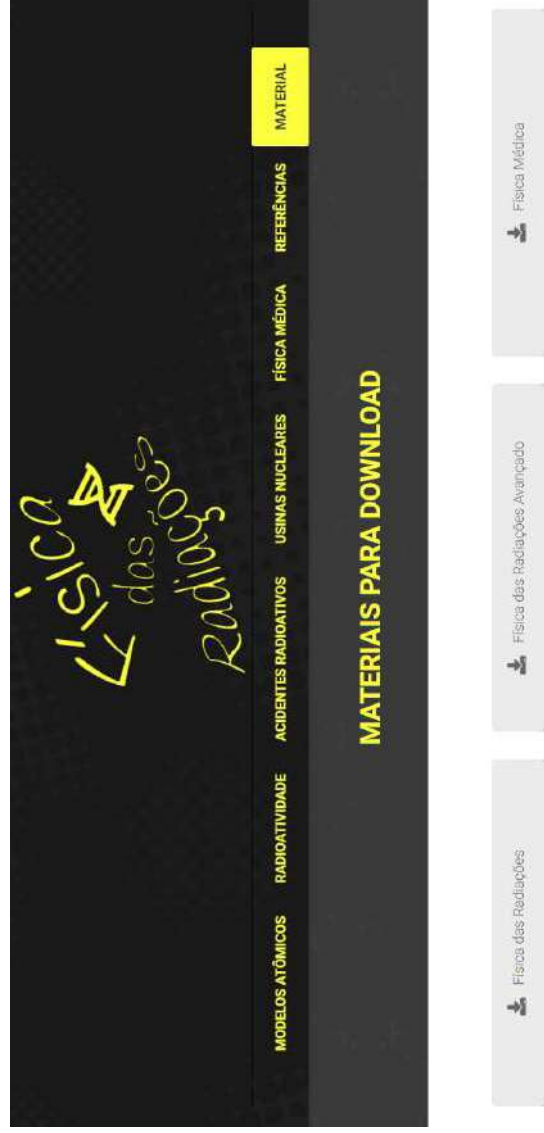 FISICA
das
Radiações
MODELOS ATÔMICOS RADIOATIVIDADE ACIDENTES RADIOATIVOS USINAS NUCLEARES FÍSICA MÉDICA REFERÊNCIAS MATERIAL
MATERIAIS PARA DOWNLOAD
Física das Radiações Física das Radiações Avançado Física Médica